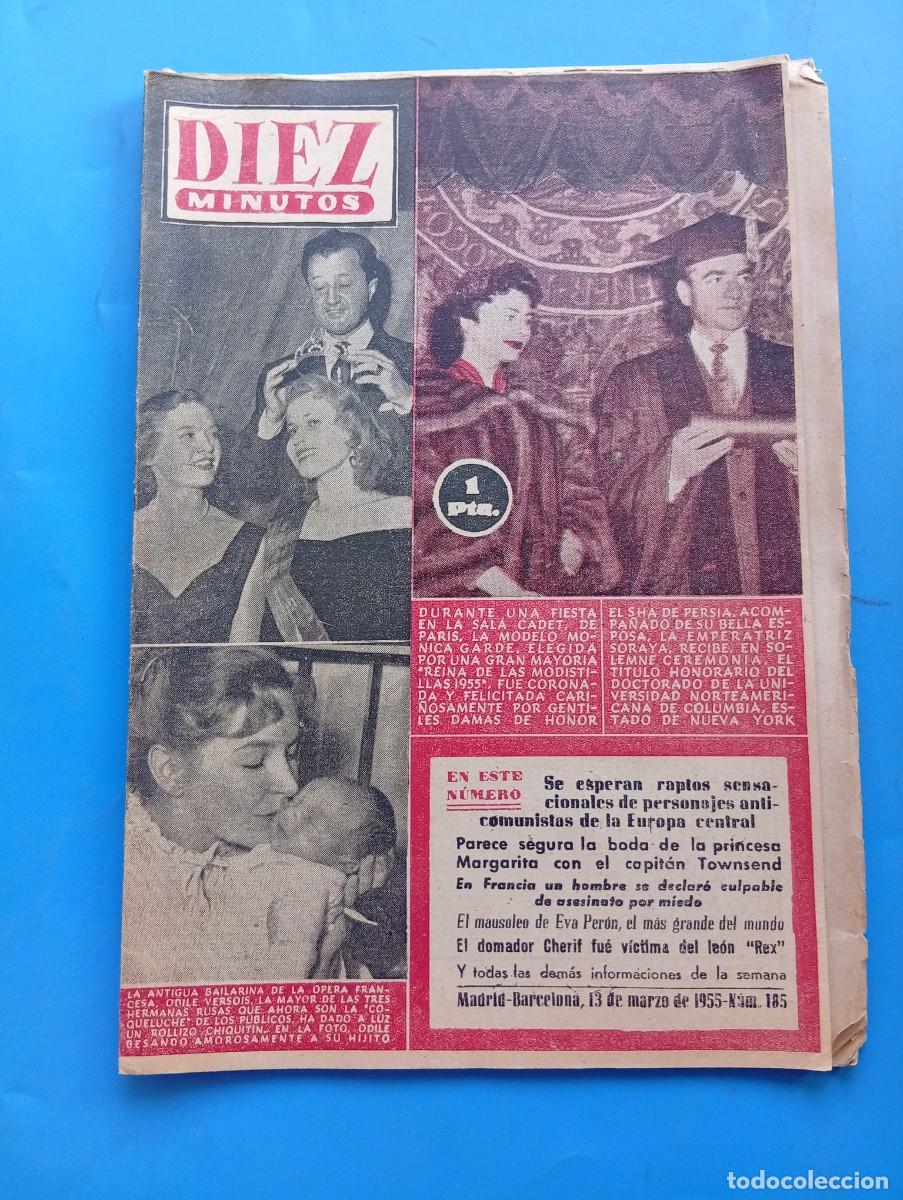 DIEZ
MINUTOS
1
Pta.
DURANTE UNA FIESTA
EN LA SALA CADET, DE
PARIS, LA MODELO MO-
NICA GARDE, ELEGIDA
POR UNA GRAN MAYORIA
"REINA DE LAS MODISTI-
LLAS 1955", FUE CORONA-
DA Y FELICITADA CARI-
ÑOSAMENTE POR GENTI-
LES DAMAS DE HONOR
EL SHA DE PERSIA, ACOM-
PAÑADO DE SU BELLA ES-
POSA, LA EMPERATRIZ
SORAYA, RECIBE, EN SO-
LEMNE CEREMONIA, EL
TITULO HONORARIO DEL
DOCTORADO DE LA UNI-
VERSIDAD NORTEAMERI-
CANA DE COLUMBIA, ES-
TADO DE NUEVA YORK
LA ANTIGUA BAILARINA DE LA OPERA FRAN-
CESA, ODILE VERSOIS, LA MAYOR DE LAS TRES
HERMANAS RUSAS QUE AHORA SON LA "CO-
QUELUCHE" DE LOS PUBLICOS, HA DADO A LUZ
UN ROLLIZO CHIQUITIN. EN LA FOTO, ODILE
BESANDO AMOROSAMENTE A SU HIJITO
EN ESTE
NÚMERO
Se esperan raptos sensa-
cionales de personajes anti-
comunistas de la Europa central
Parece segura la boda de la princesa
Margarita con el capitán Townsend
En Francia un hombre se declaró culpable
de asesinato por miedo
El mausoleo de Eva Perón, el más grande del mundo
El domador Cherif fué víctima del león "Rex"
Y todas las demás informaciones de la semana
Madrid-Barcelona, 13 de marzo de 1955-Núm. 185
todocoleccion